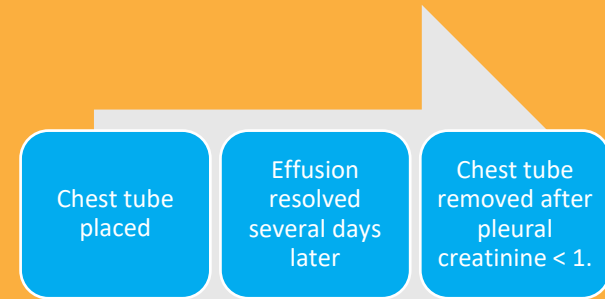 Chest tube
placed
Effusion
resolved
several days
later
Chest tube
removed after
pleural
creatinine < 1.